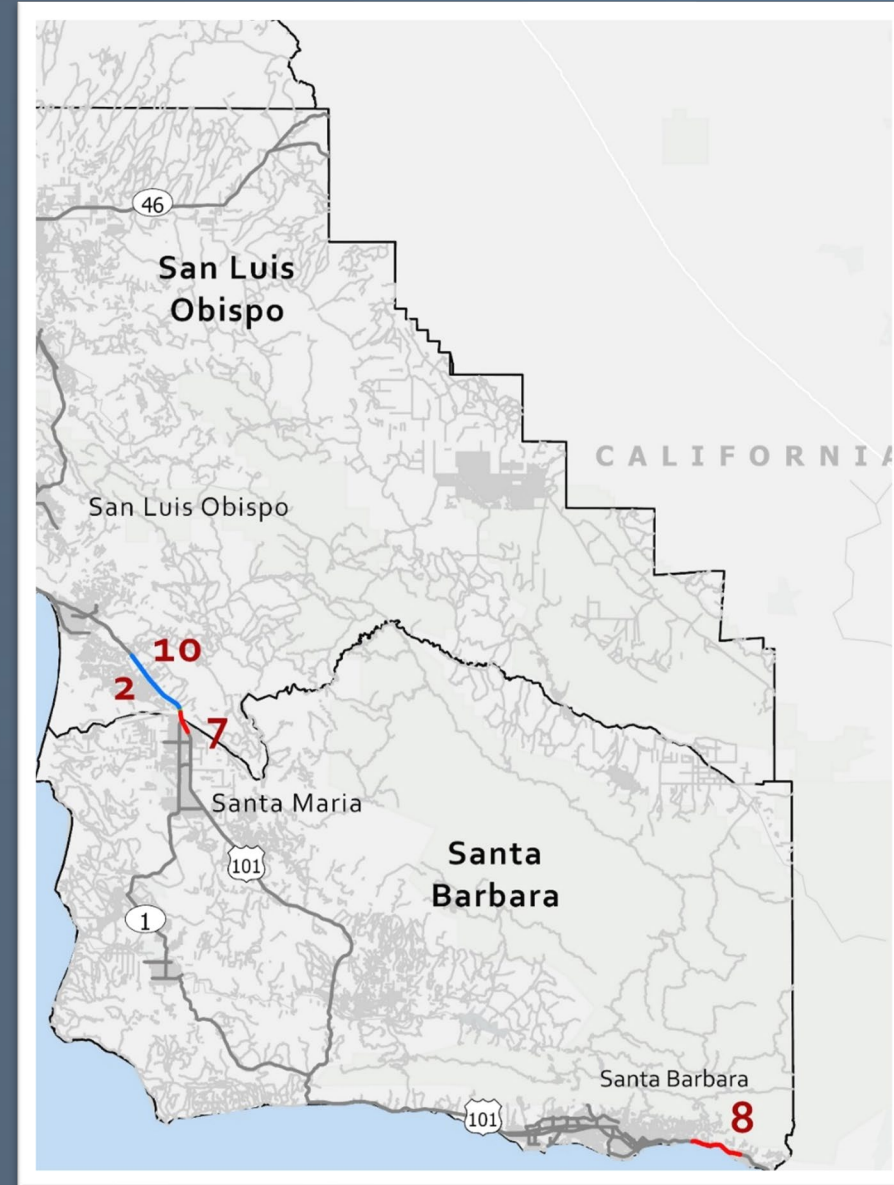 46
San Luis
Obispo
CALIFORNIA
San Luis Obispo
10
2
7
Santa Maria
101
Santa
Barbara
1
Santa Barbara
8
101